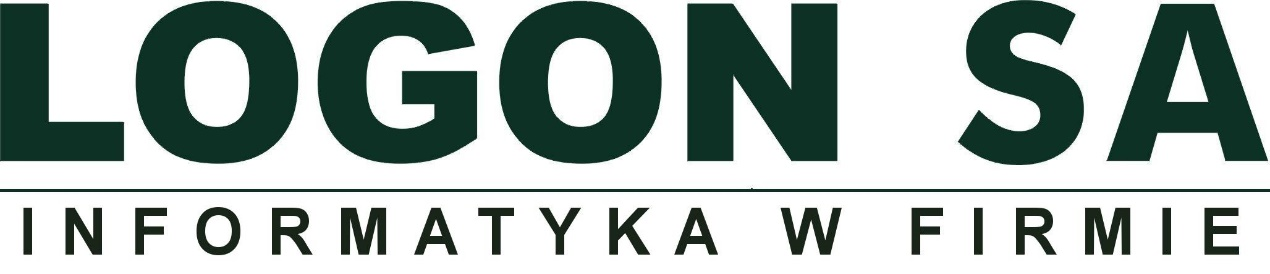 LOGON SA
INFORMATYKA W FIRMIE